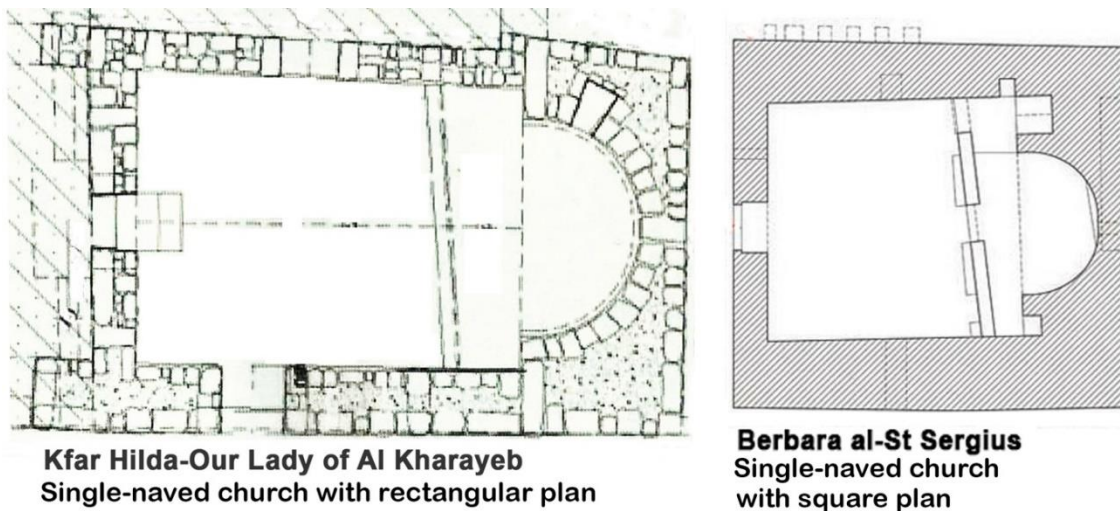 Kfar Hilda-Our Lady of Al Kharayeb
Single-naved church with rectangular plan
Berbara al-St Sergius
Single-naved church
with square plan